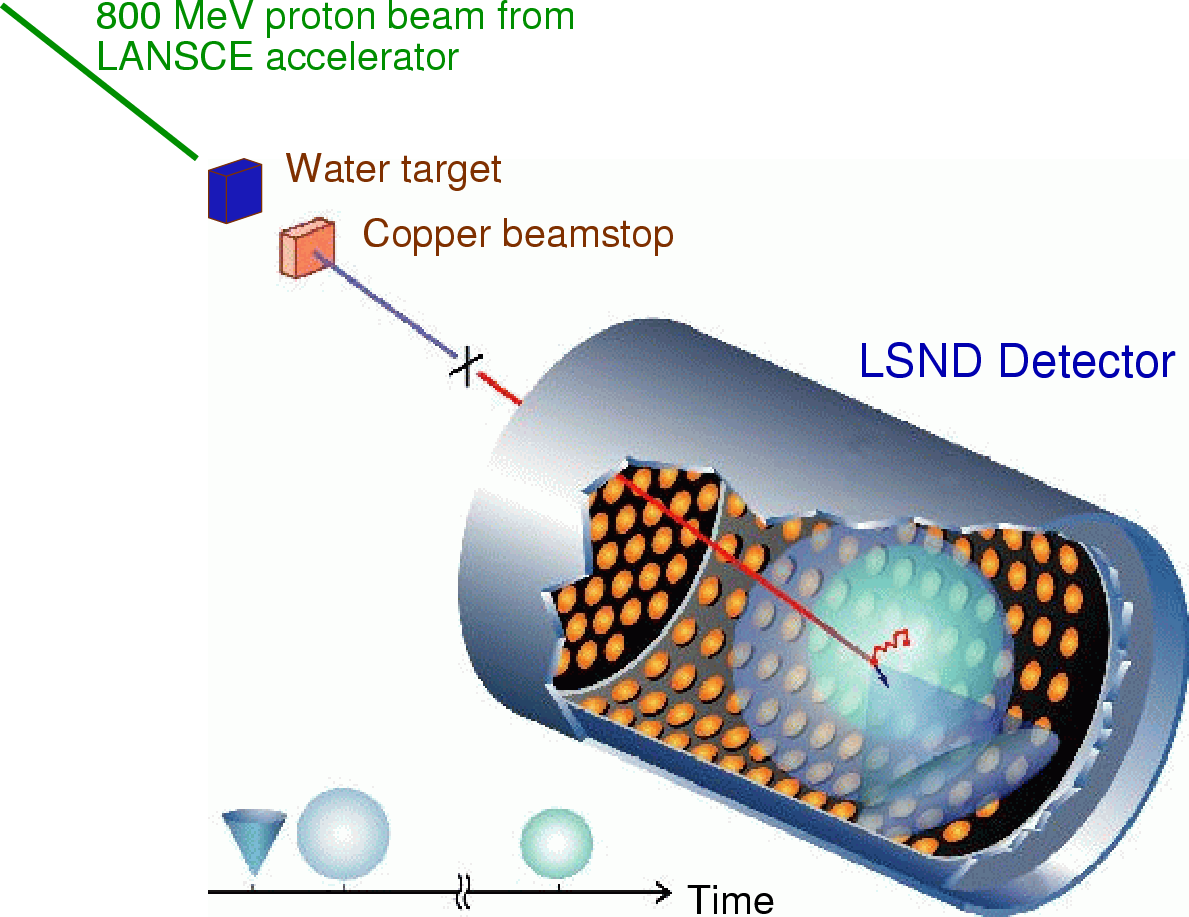 800 MeV proton beam from
LANSCE accelerator
Water target
Copper beamstop
LSND Detector
Time